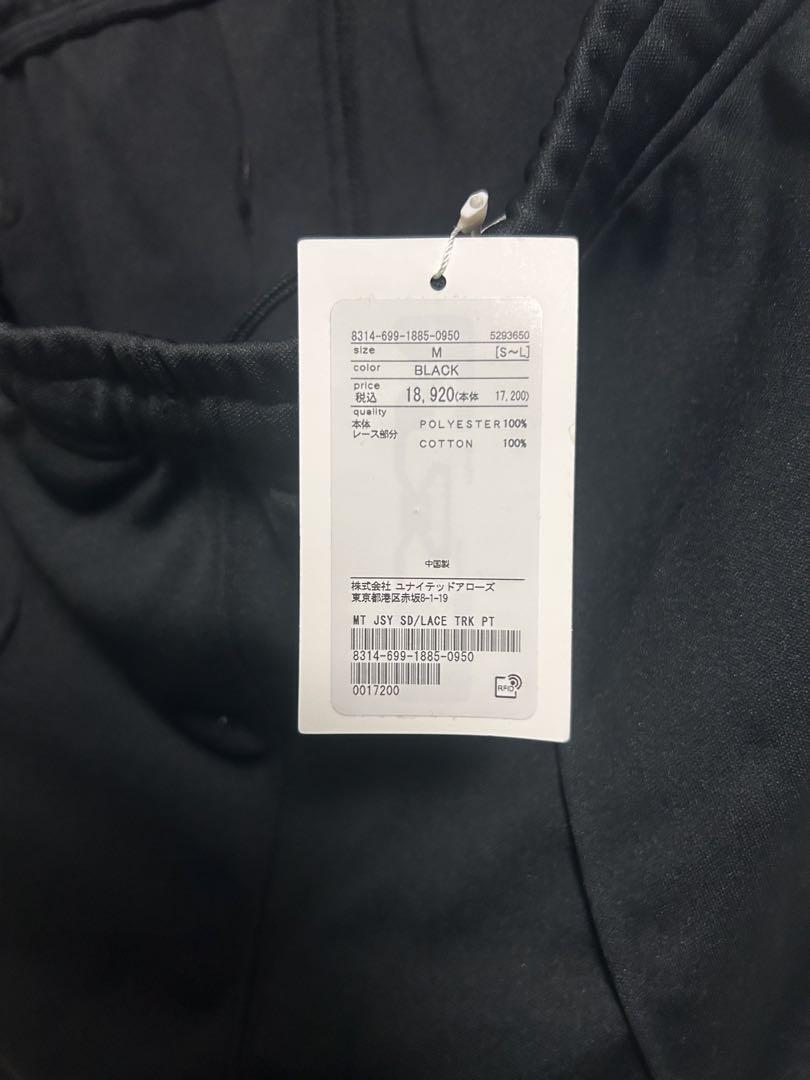 8314-699-1885-0950 5293650
size M [S～L]
color BLACK
price
税込 18,920(本体 17,200)
quality
本体 POLYESTER100%
レース部分
COTTON 100%
中国製
株式会社 ユナイテッドアローズ
東京都港区赤坂8-1-19
MT JSY SD/LACE TRK PT
8314-699-1885-0950
0017200
RFID